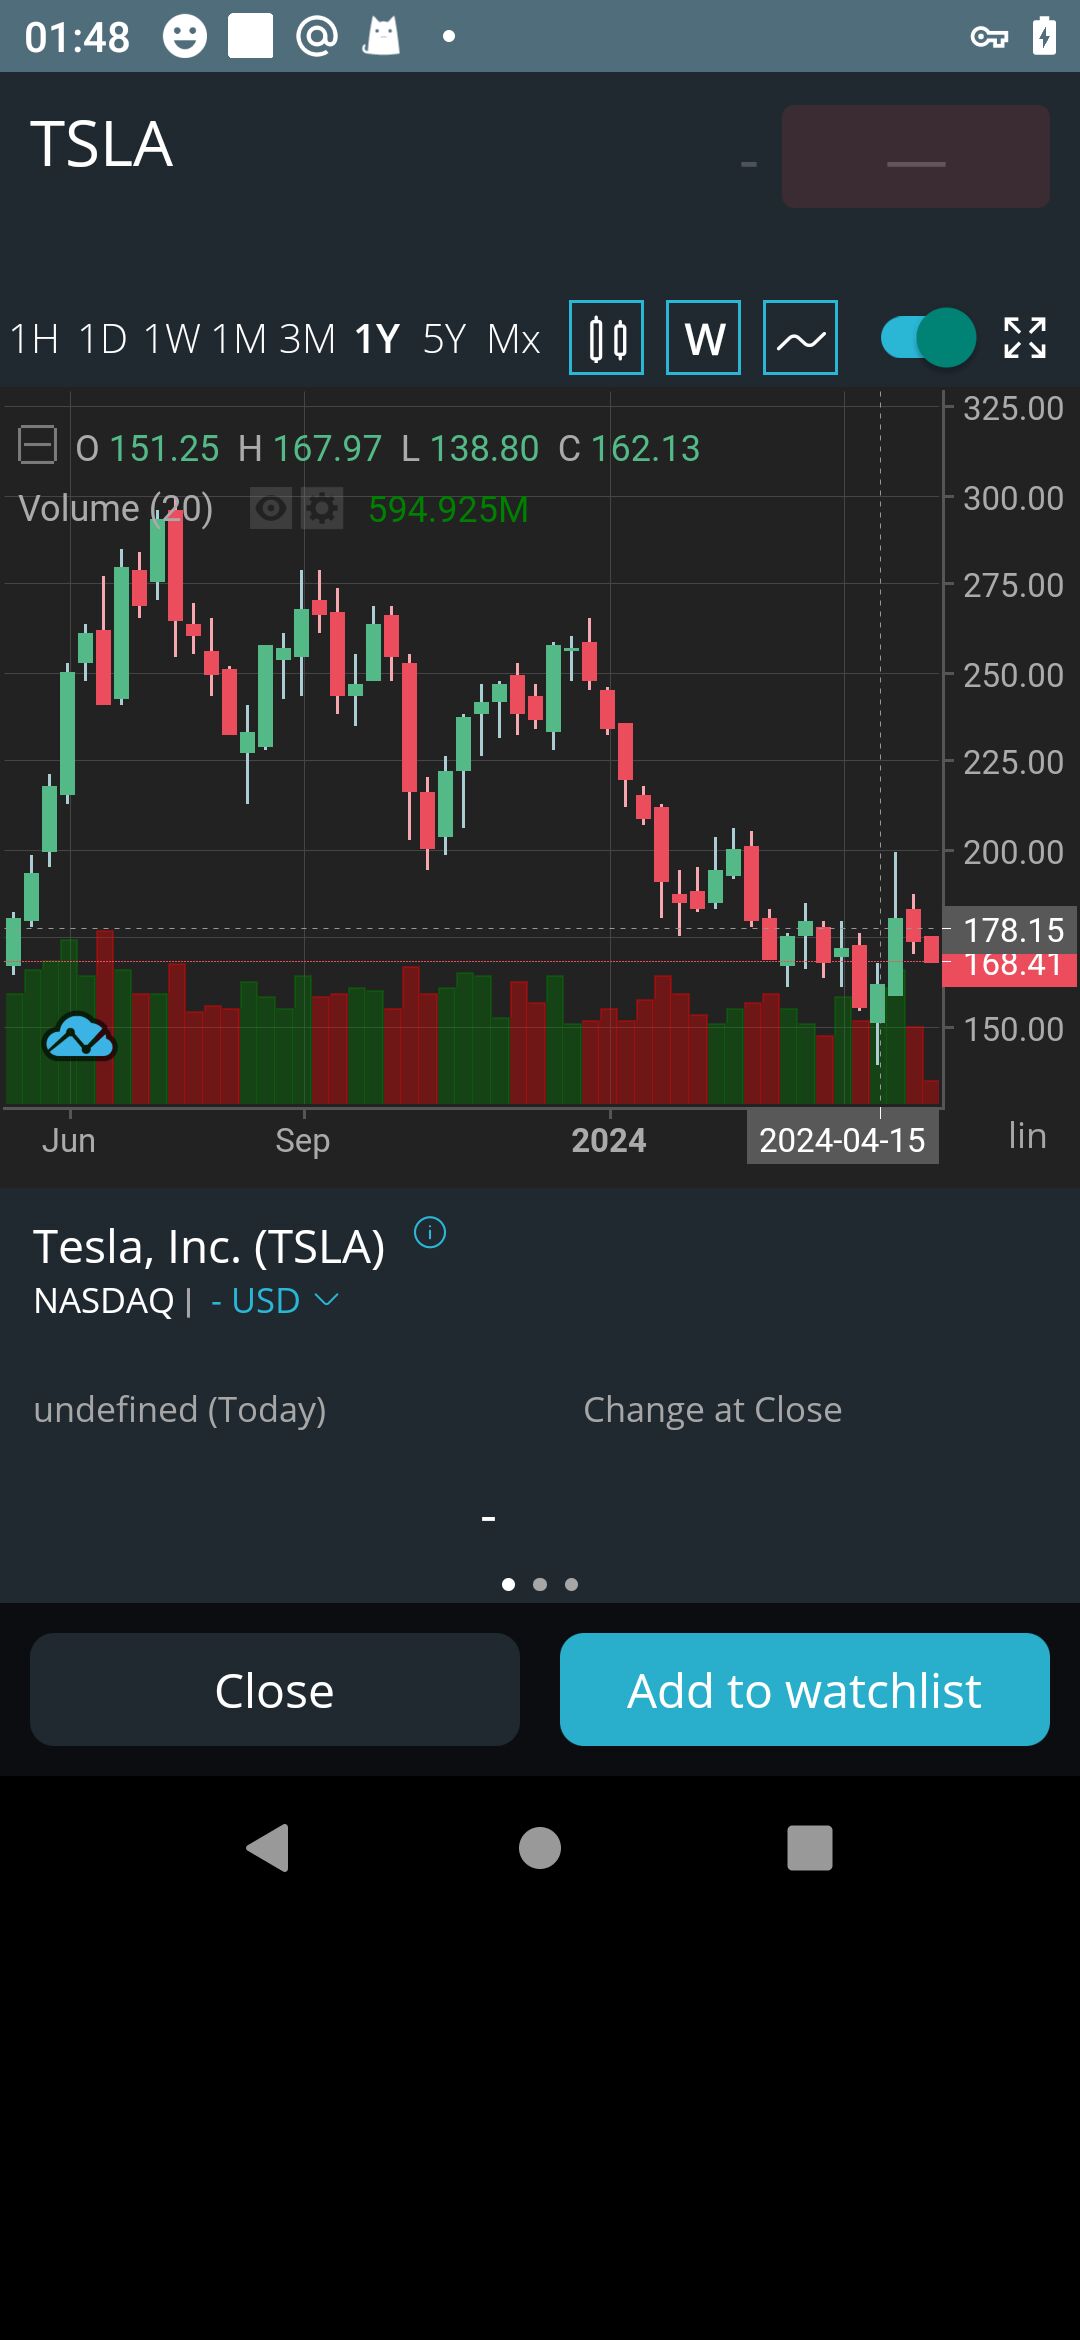 01:48
TSLA
-
—
1H 1D 1W 1M 3M 1Y 5Y Mx W
325.00
O 151.25 H 167.97 L 138.80 C 162.13
Volume (20) 594.925M
300.00
275.00
250.00
225.00
200.00
178.15
168.41
150.00
Jun Sep 2024 2024-04-15 lin
Tesla, Inc. (TSLA) i
NASDAQ | - USD
undefined (Today) Change at Close
-
Close Add to watchlist